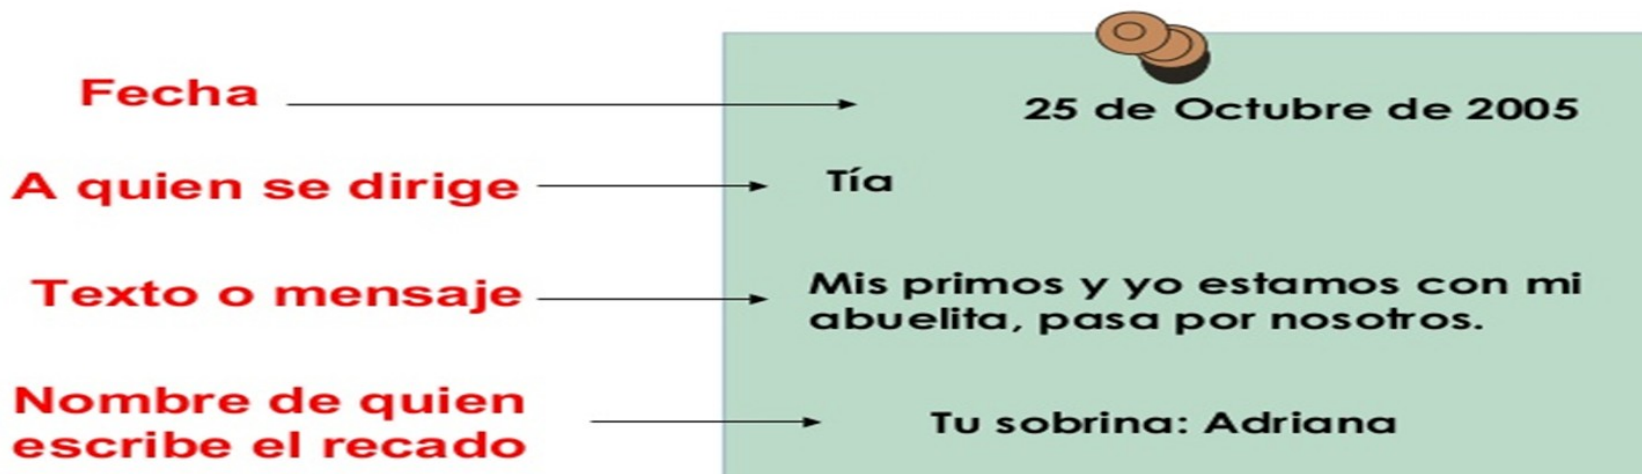 Fecha
25 de Octubre de 2005
A quien se dirige
Tía
Texto o mensaje
Mis primos y yo estamos con mi
abuelita, pasa por nosotros.
Nombre de quien
escribe el recado
Tu sobrina: Adriana